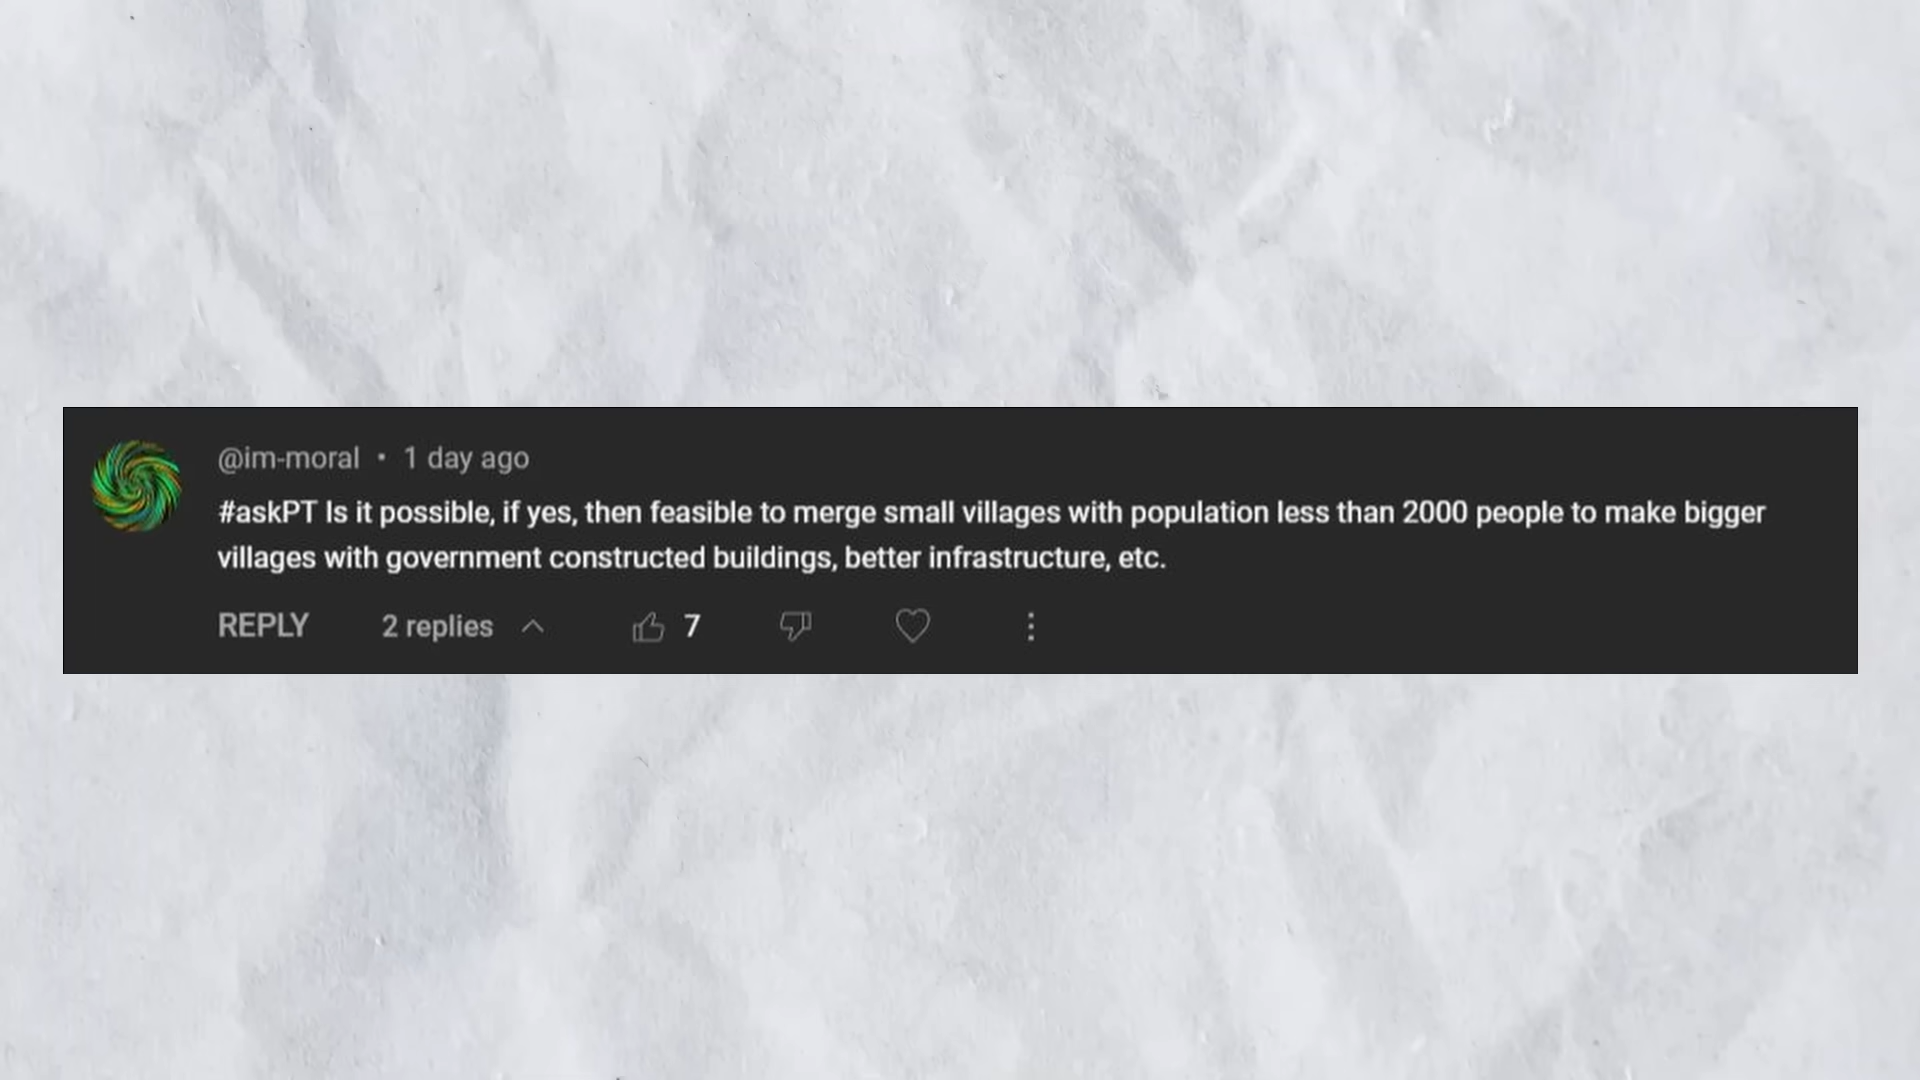 @im-moral • 1 day ago
#askPT Is it possible, if yes, then feasible to merge small villages with population less than 2000 people to make bigger
villages with government constructed buildings, better infrastructure, etc.
REPLY 2 replies 7